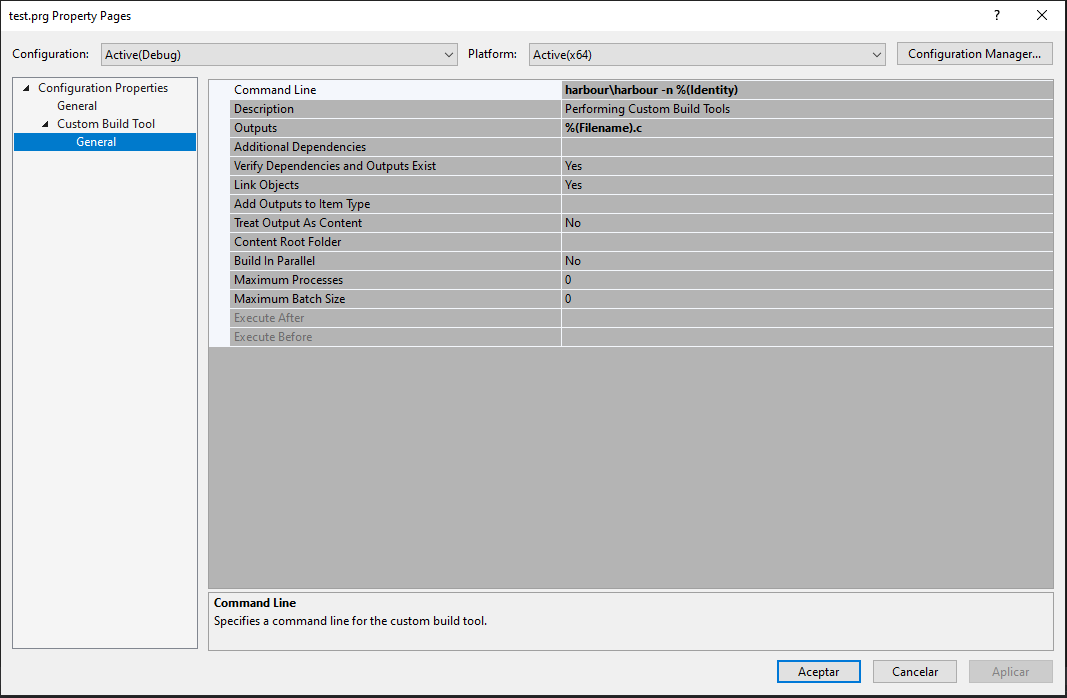 test.prg Property Pages
?
Configuration: Active(Debug) Platform: Active(x64) Configuration Manager...
Configuration Properties
General
Custom Build Tool
General
Command Line harbour\harbour -n %(Identity)
Description Performing Custom Build Tools
Outputs %(Filename).c
Additional Dependencies
Verify Dependencies and Outputs Exist Yes
Link Objects Yes
Add Outputs to Item Type
Treat Output As Content No
Content Root Folder
Build In Parallel No
Maximum Processes 0
Maximum Batch Size 0
Execute After
Execute Before
Command Line
Specifies a command line for the custom build tool.
Aceptar Cancelar Aplicar